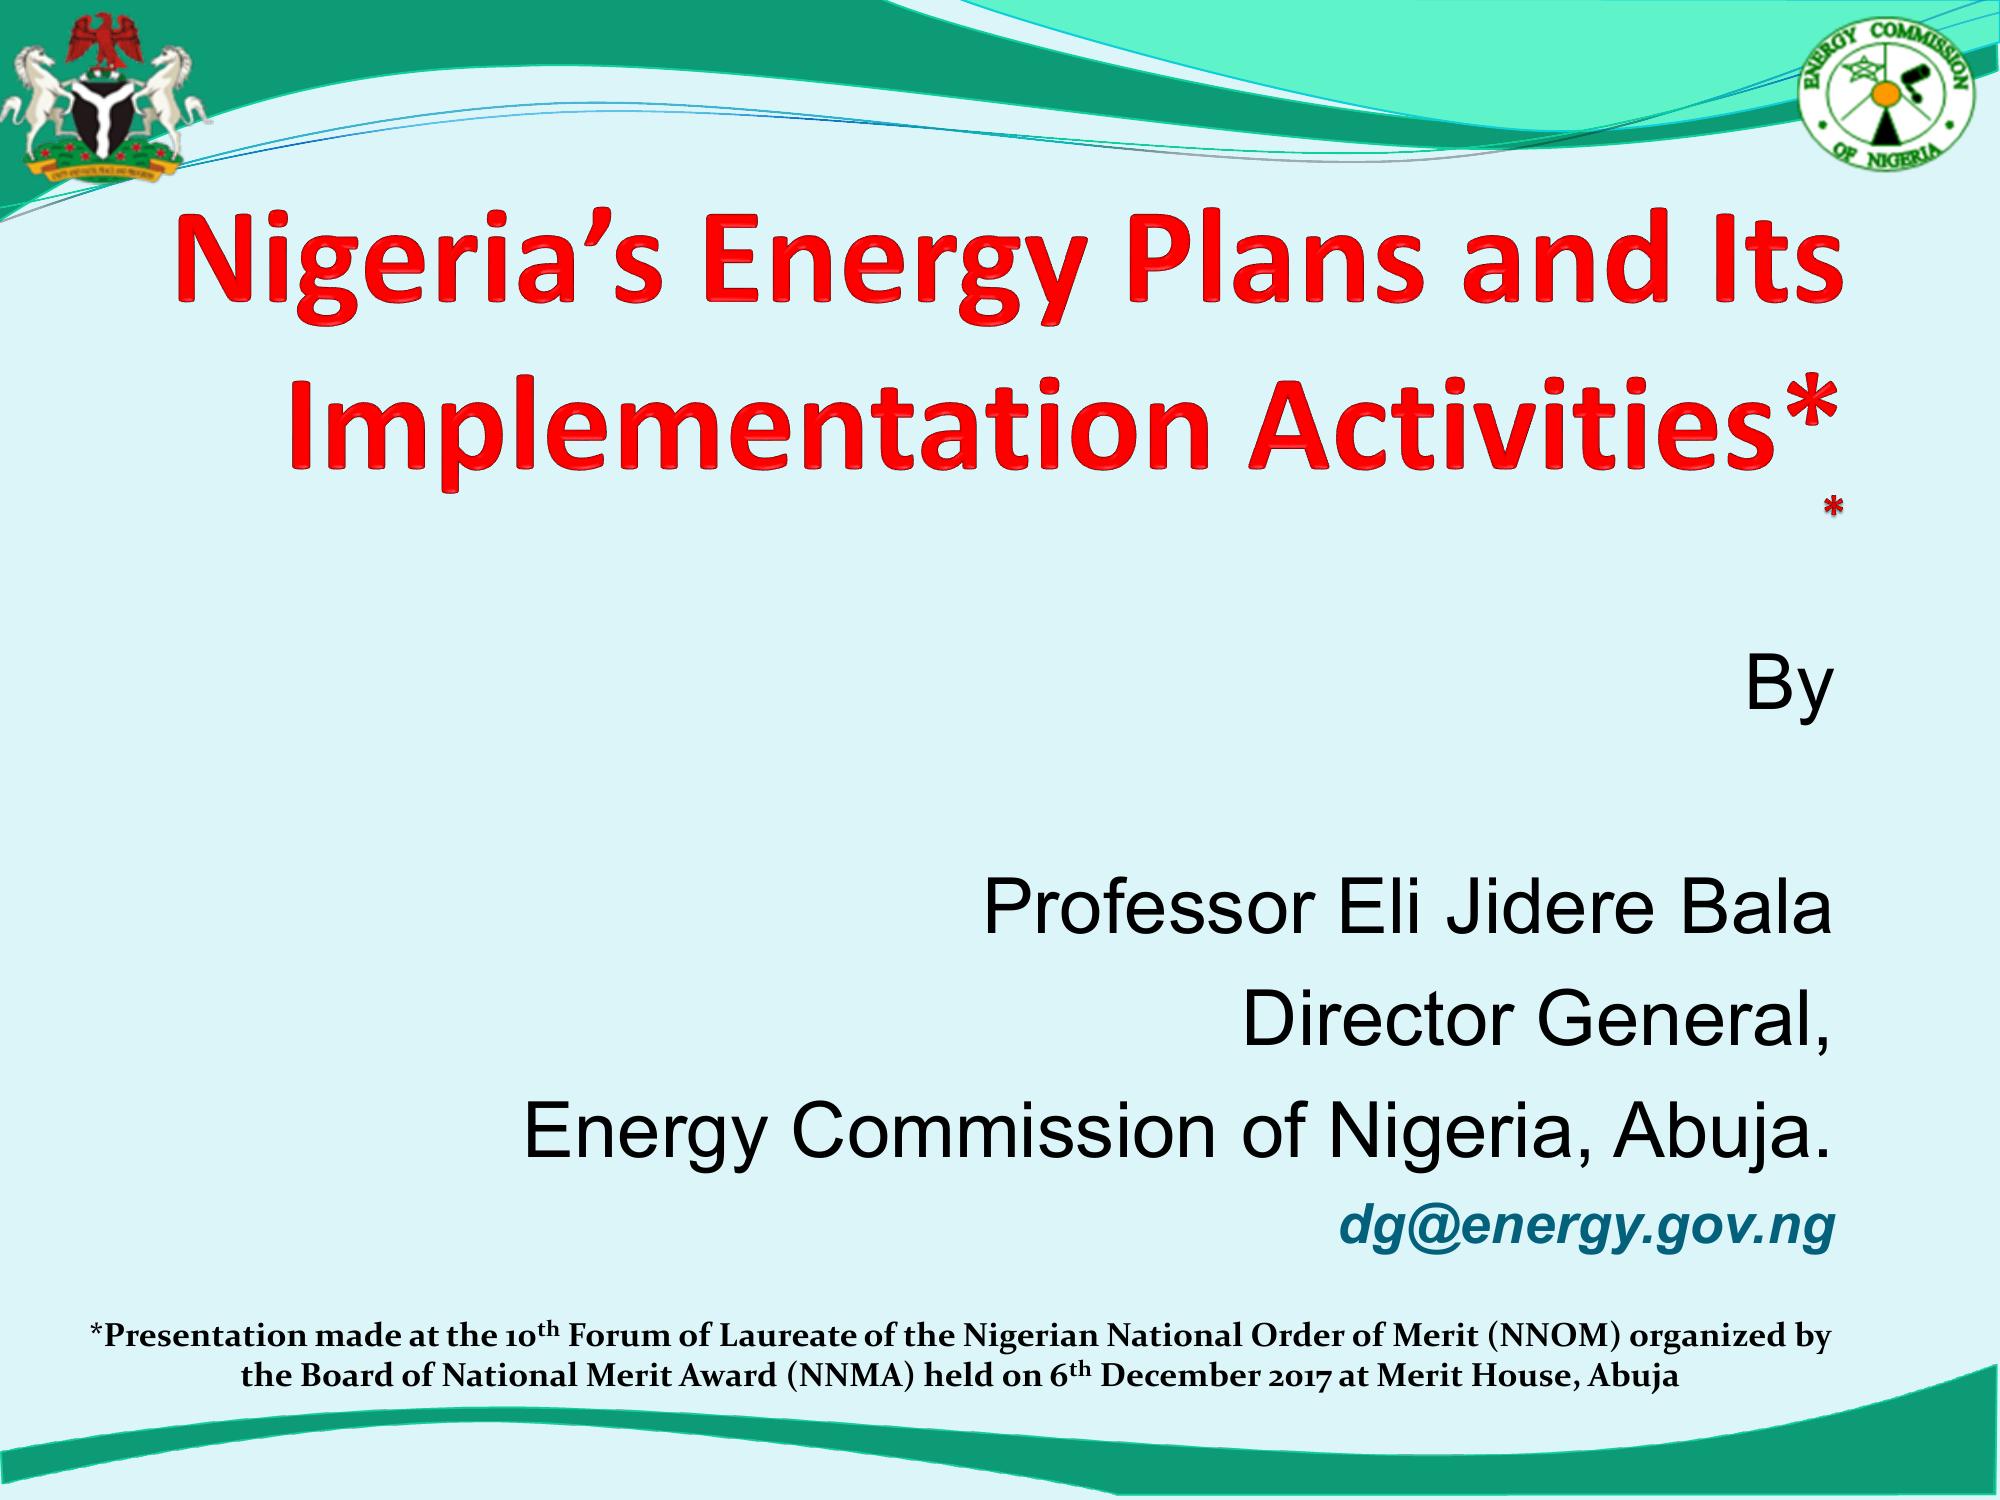 ENERGY COMMISSION
OF NIGERIA
Nigeria’s Energy Plans and Its
Implementation Activities*
*
By
Professor Eli Jidere Bala
Director General,
Energy Commission of Nigeria, Abuja.
dg@energy.gov.ng
*Presentation made at the 10th Forum of Laureate of the Nigerian National Order of Merit (NNOM) organized by
the Board of National Merit Award (NNMA) held on 6th December 2017 at Merit House, Abuja